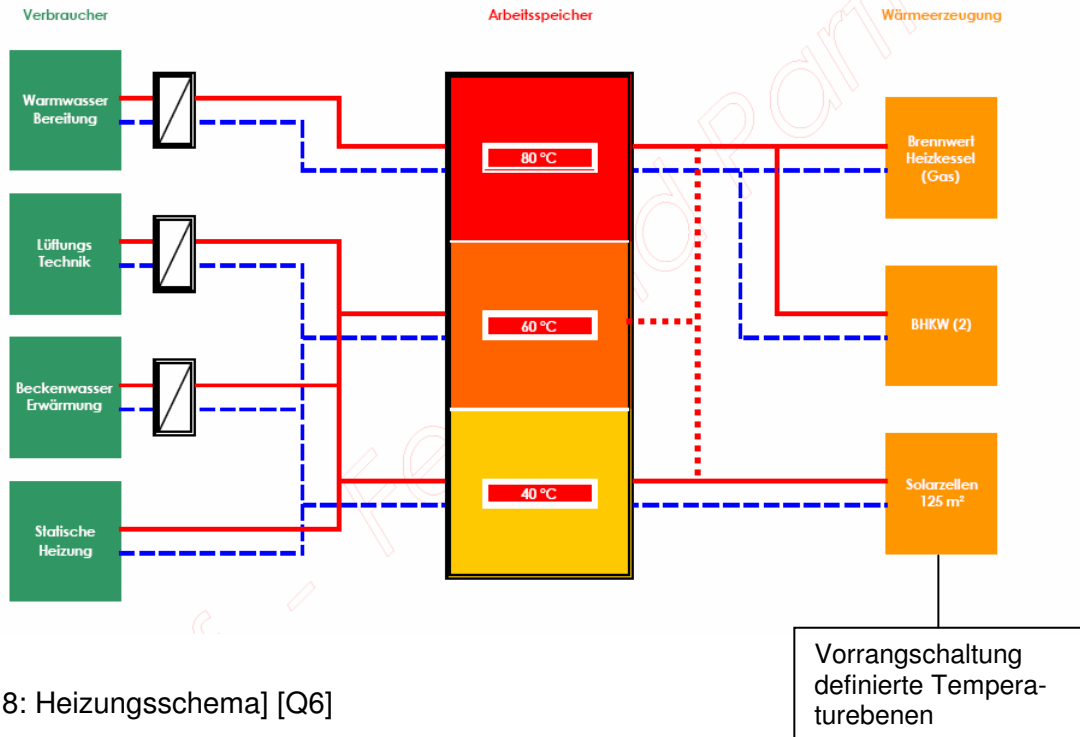 Verbraucher
Arbeitsspeicher
Wärmeerzeugung
Warmwasser
Bereitung
80 °C
Brennwert
Heizkessel
(Gas)
Lüftungs
Technik
60 °C
BHKW (2)
Beckenwasser
Erwärmung
40 °C
Solarzellen
125 m²
Statische
Heizung
Vorrangschaltung
definierte Tempera-
turebenen
8: Heizungsschema] [Q6]